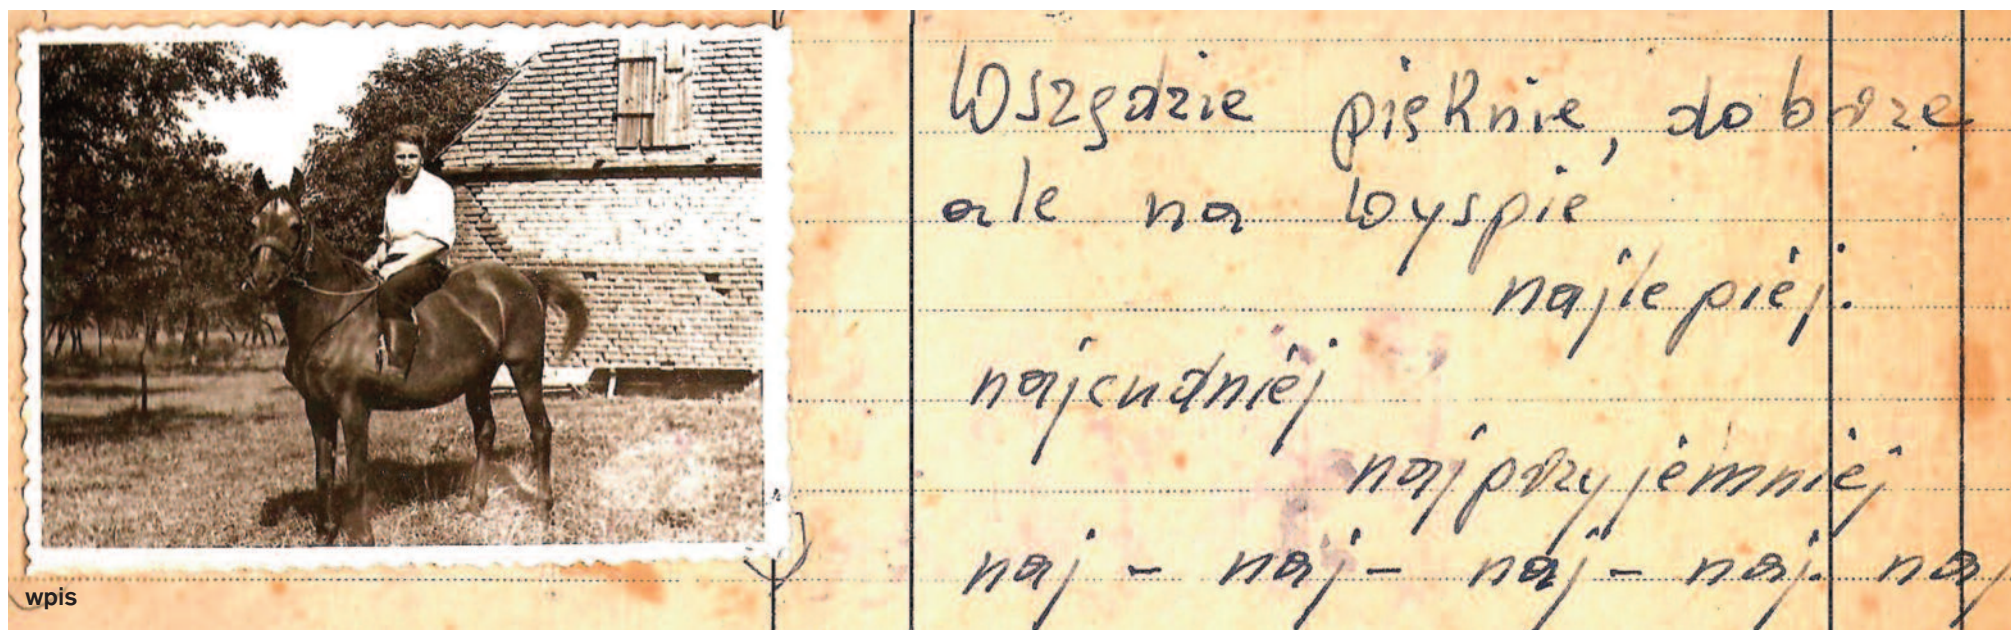 Wszędzie pięknie, dobrze
ale na wyspie
najlepiej.
najcudniej
najprzyjemniej
naj - naj - naj - naj. naj
wpis